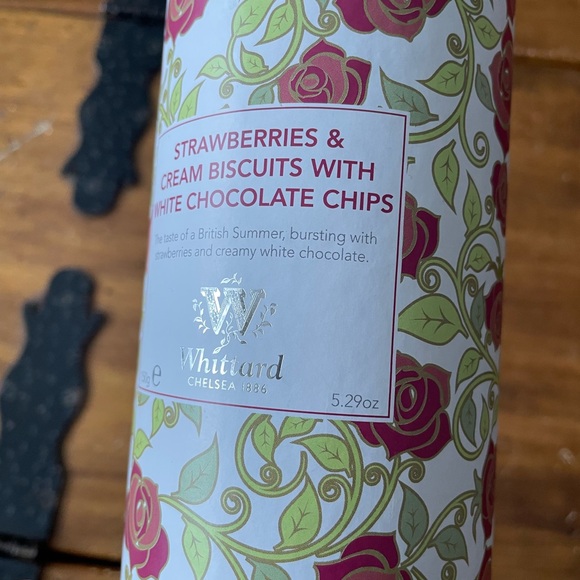 STRAWBERRIES &
CREAM BISCUITS WITH
WHITE CHOCOLATE CHIPS
The taste of a British Summer, bursting with
strawberries and creamy white chocolate.
W
Whittard
CHELSEA 1886
e
5.29oz